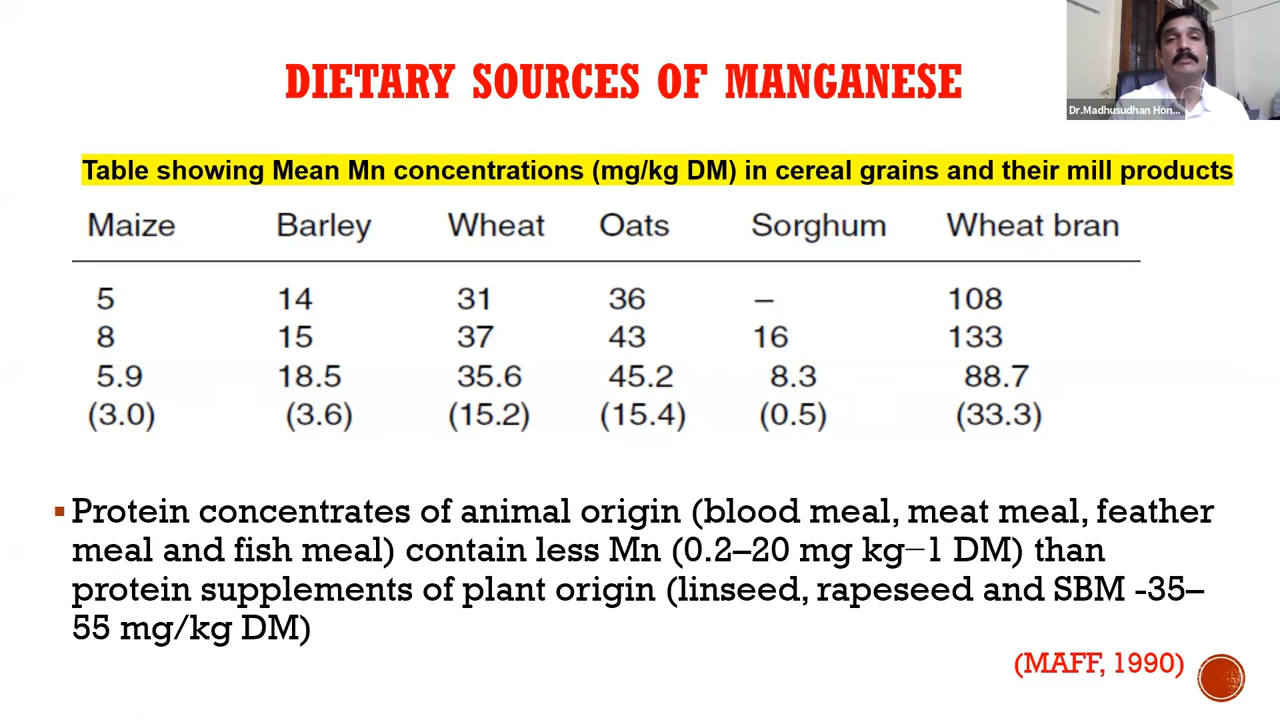 DIETARY SOURCES OF MANGANESE
Dr.Madhusudhan Hon...
Table showing Mean Mn concentrations (mg/kg DM) in cereal grains and their mill products
Maize Barley Wheat Oats Sorghum Wheat bran
5 14 31 36 – 108
8 15 37 43 16 133
5.9 18.5 35.6 45.2 8.3 88.7
(3.0) (3.6) (15.2) (15.4) (0.5) (33.3)
▪ Protein concentrates of animal origin (blood meal, meat meal, feather
meal and fish meal) contain less Mn (0.2–20 mg kg−1 DM) than
protein supplements of plant origin (linseed, rapeseed and SBM -35–
55 mg/kg DM)
(MAFF, 1990)